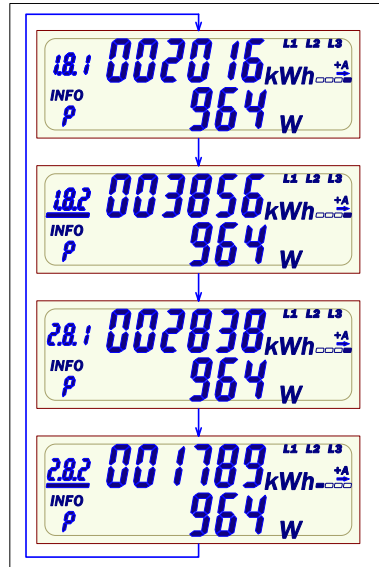 L1 L2 L3
1.8.1 002016 kWh +A
INFO
P 964 W
L1 L2 L3
1.8.2 003856 kWh +A
INFO
P 964 W
L1 L2 L3
2.8.1 002838 kWh +A
INFO
P 964 W
L1 L2 L3
2.8.2 001789 kWh +A
INFO
P 964 W